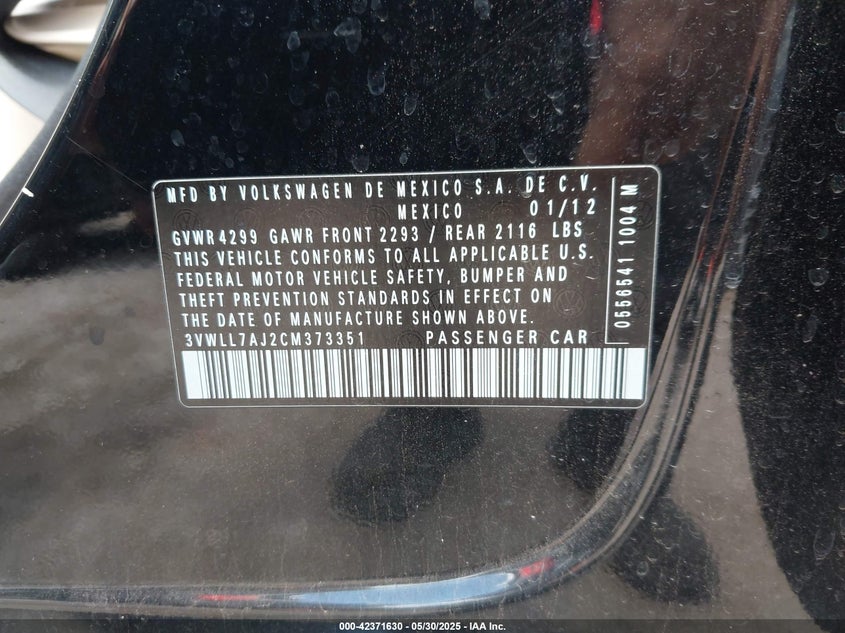 MFD BY VOLKSWAGEN DE MEXICO S.A. DE C.V.
MEXICO 01/12
GVWR 4299 GAWR FRONT 2293 / REAR 2116 LBS
THIS VEHICLE CONFORMS TO ALL APPLICABLE U.S.
FEDERAL MOTOR VEHICLE SAFETY, BUMPER AND
THEFT PREVENTION STANDARDS IN EFFECT ON
THE DATE OF MANUFACTURE SHOWN ABOVE.
3VWLL7AJ2CM373351 PASSENGER CAR
0556541 1004 M
000-42371630 - 05/30/2025 - IAA Inc.